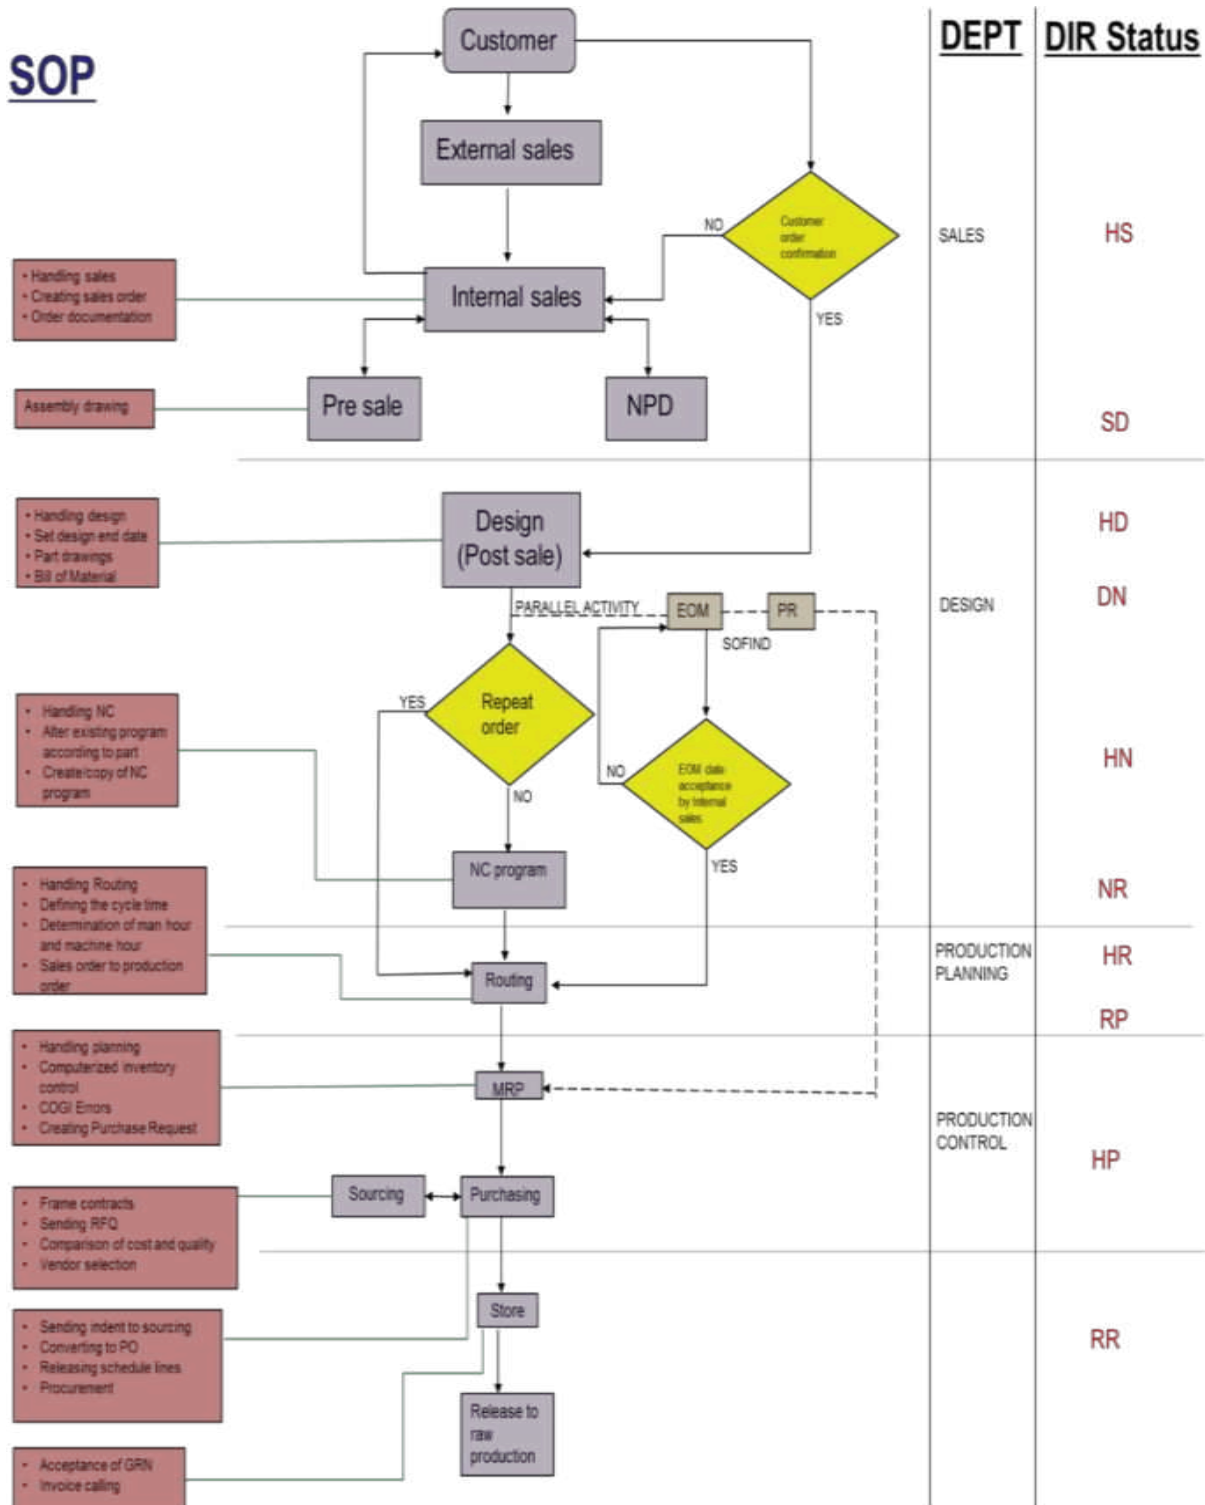 SOP
DEPT
DIR Status
Customer
External sales
Customer
order
confirmation
NO
YES
SALES
HS
• Handling sales
• Creating sales order
• Order documentation
Internal sales
Assembly drawing
Pre sale
NPD
SD
• Handling design
• Set design end date
• Part drawings
• Bill of Material
Design
(Post sale)
HD
PARALLEL ACTIVITY
EOM
PR
SOFIND
DESIGN
DN
YES
Repeat
order
NO
• Handling NC
• Alter existing program
according to part
• Create/copy of NC
program
NO
EOM date
acceptance
by Internal
sales
YES
HN
NC program
NR
• Handling Routing
• Defining the cycle time
• Determination of man hour
and machine hour
• Sales order to production
order
Routing
PRODUCTION
PLANNING
HR
RP
• Handling planning
• Computerized inventory
control
• COGI Errors
• Creating Purchase Request
MRP
PRODUCTION
CONTROL
HP
Sourcing
Purchasing
• Frame contracts
• Sending RFQ
• Comparison of cost and quality
• Vendor selection
Store
RR
• Sending indent to sourcing
• Converting to PO
• Releasing schedule lines
• Procurement
Release to
raw
production
• Acceptance of GRN
• Invoice calling